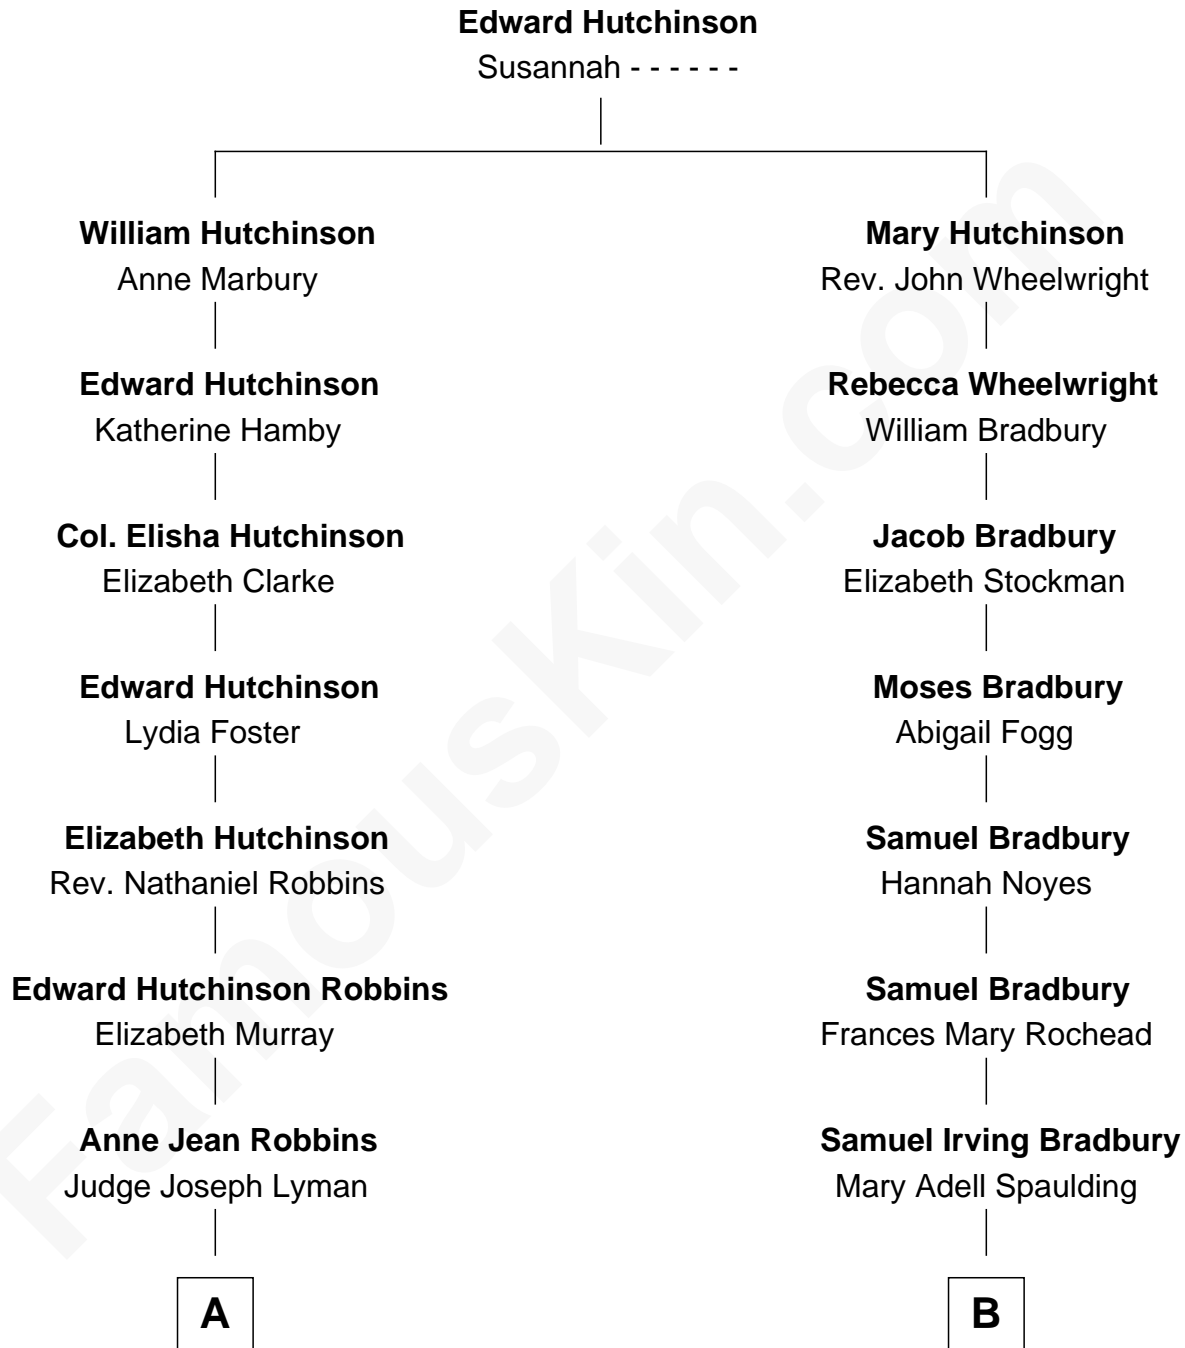 Edward Hutchinson
Susannah - - - - - -
William Hutchinson
Anne Marbury
Mary Hutchinson
Rev. John Wheelwright
Edward Hutchinson
Katherine Hamby
Rebecca Wheelwright
William Bradbury
Col. Elisha Hutchinson
Elizabeth Clarke
Jacob Bradbury
Elizabeth Stockman
Edward Hutchinson
Lydia Foster
Moses Bradbury
Abigail Fogg
Elizabeth Hutchinson
Rev. Nathaniel Robbins
Samuel Bradbury
Hannah Noyes
Edward Hutchinson Robbins
Elizabeth Murray
Samuel Bradbury
Frances Mary Rochead
Anne Jean Robbins
Judge Joseph Lyman
Samuel Irving Bradbury
Mary Adell Spaulding
A
B
FamousKin.com